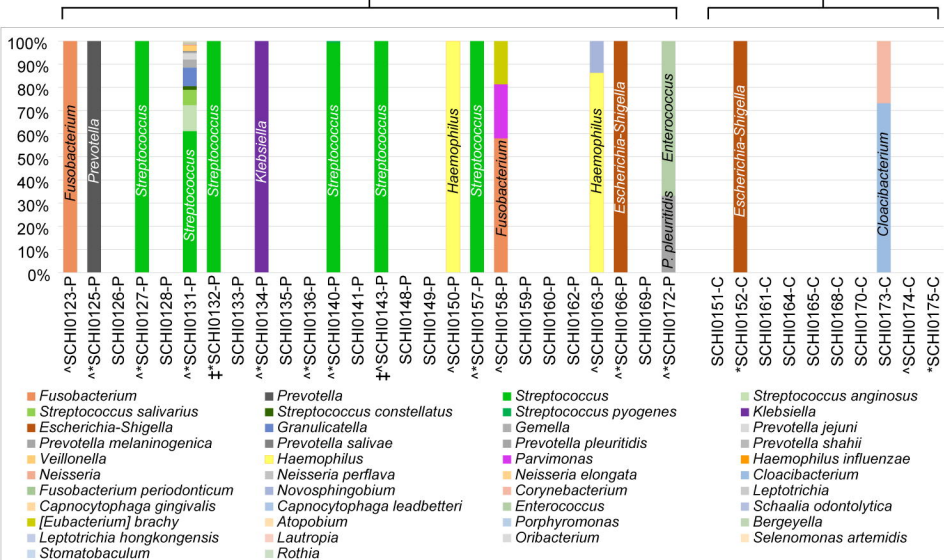 100%
90%
80%
70%
60%
50%
40%
30%
20%
10%
0%
Fusobacterium
Prevotella
Streptococcus
Streptococcus
Streptococcus
Klebsiella
Streptococcus
Streptococcus
Haemophilus
Streptococcus
Fusobacterium
Haemophilus
Escherichia-Shigella
P. pleuritidis Enterococcus
Escherichia-Shigella
Cloacibacterium
^SCHI0123-P
^*SCHI0125-P
SCHI0126-P
^*SCHI0127-P
SCHI0128-P
^*SCHI0131-P
‡*SCHI0132-P
SCHI0133-P
^*SCHI0134-P
SCHI0135-P
^*SCHI0136-P
^*SCHI0140-P
SCHI0141-P
‡^SCHI0143-P
SCHI0148-P
SCHI0149-P
^SCHI0150-P
^*SCHI0157-P
^SCHI0158-P
SCHI0159-P
SCHI0160-P
SCHI0162-P
^SCHI0163-P
^*SCHI0166-P
SCHI0169-P
^*SCHI0172-P
SCHI0151-C
*SCHI0152-C
SCHI0161-C
SCHI0164-C
SCHI0165-C
SCHI0168-C
SCHI0170-C
SCHI0173-C
^SCHI0174-C
*SCHI0175-C
Fusobacterium Prevotella Streptococcus Streptococcus anginosus
Streptococcus salivarius Streptococcus constellatus Streptococcus pyogenes Klebsiella
Escherichia-Shigella Granulicatella Gemella Prevotella jejuni
Prevotella melaninogenica Prevotella salivae Prevotella pleuritidis Prevotella shahii
Veillonella Haemophilus Parvimonas Haemophilus influenzae
Neisseria Neisseria perflava Neisseria elongata Cloacibacterium
Fusobacterium periodonticum Novosphingobium Corynebacterium Leptotrichia
Capnocytophaga gingivalis Capnocytophaga leadbetteri Enterococcus Schaalia odontolytica
[Eubacterium] brachy Atopobium Porphyromonas Bergeyella
Leptotrichia hongkongensis Lautropia Oribacterium Selenomonas artemidis
Stomatobaculum Rothia